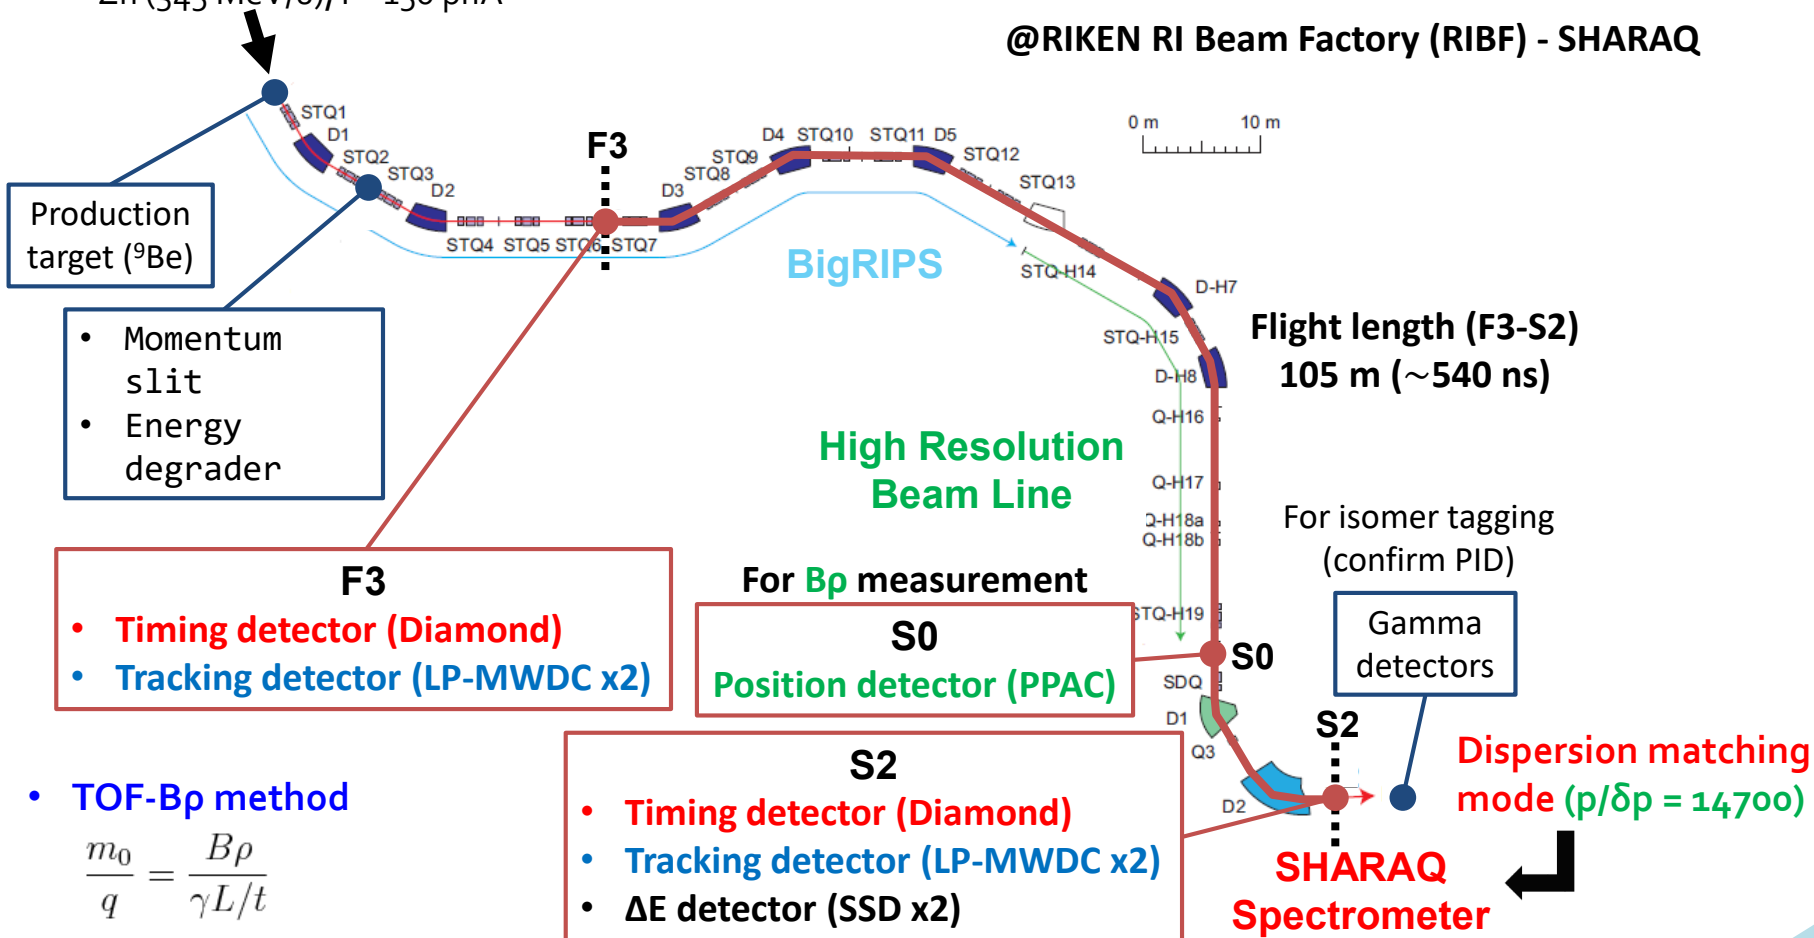 @RIKEN RI Beam Factory (RIBF) - SHARAQ
0 m 10 m
STQ1
D1
STQ2
STQ3
D2
F3
STQ4 STQ5 STQ6 STQ7
D3
STQ8
STQ9
D4 STQ10 STQ11 D5
STQ12
STQ13
BigRIPS
STQ-H14
D-H7
STQ-H15
D-H8
Q-H16
Q-H17
Q-H18a
Q-H18b
STQ-H19
Production
target (⁹Be)
• Momentum
slit
• Energy
degrader
Flight length (F3-S2)
105 m (~540 ns)
High Resolution
Beam Line
For isomer tagging
(confirm PID)
Gamma
detectors
F3
• Timing detector (Diamond)
• Tracking detector (LP-MWDC x2)
For Bρ measurement
S0
Position detector (PPAC)
S0
SDQ
D1
Q3
D2
S2
S2
• Timing detector (Diamond)
• Tracking detector (LP-MWDC x2)
• ΔE detector (SSD x2)
Dispersion matching
mode (p/δp = 14700)
SHARAQ
Spectrometer
• TOF-Bρ method
m₀/q = Bρ/(γL/t)